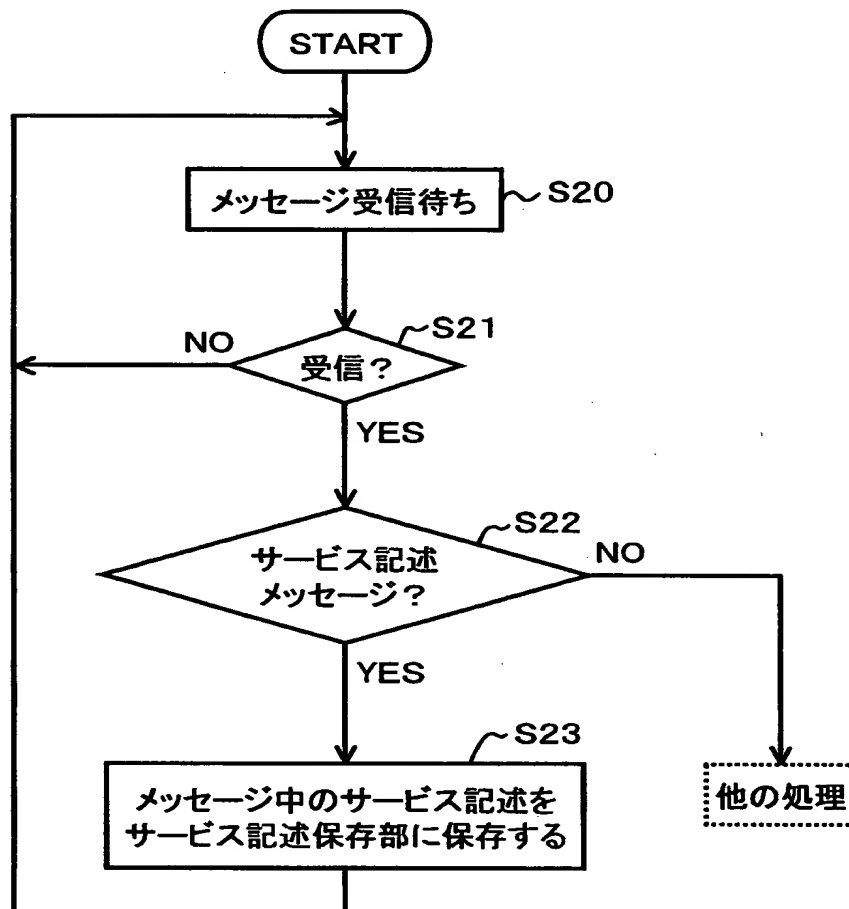 START
メッセージ受信待ち
S20
S21
NO
受信?
YES
S22
サービス記述
メッセージ?
NO
YES
S23
メッセージ中のサービス記述を
サービス記述保存部に保存する
他の処理